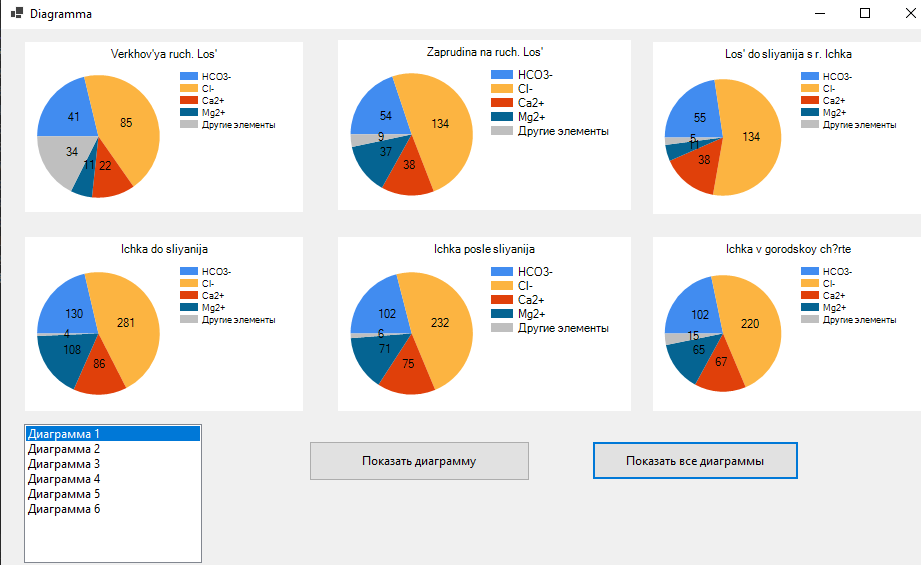 Diagramma
Verkhov'ya ruch. Los'
HCO3-
Cl-
Ca2+
Mg2+
Другие элементы
41
85
34
11
22
Zaprudina na ruch. Los'
HCO3-
Cl-
Ca2+
Mg2+
Другие элементы
54
134
9
37
38
Los' do sliyanija s r. Ichka
HCO3-
Cl-
Ca2+
Mg2+
Другие элементы
55
134
5
11
38
Ichka do sliyanija
HCO3-
Cl-
Ca2+
Mg2+
Другие элементы
130
281
4
108
86
Ichka posle sliyanija
HCO3-
Cl-
Ca2+
Mg2+
Другие элементы
102
232
6
71
75
Ichka v gorodskoy ch?rte
HCO3-
Cl-
Ca2+
Mg2+
Другие элементы
102
220
15
65
67
Диаграмма 1
Диаграмма 2
Диаграмма 3
Диаграмма 4
Диаграмма 5
Диаграмма 6
Показать диаграмму
Показать все диаграммы